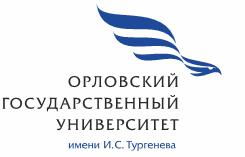 ОРЛОВСКИЙ
ГОСУДАРСТВЕННЫЙ
УНИВЕРСИТЕТ
имени И.С. Тургенева